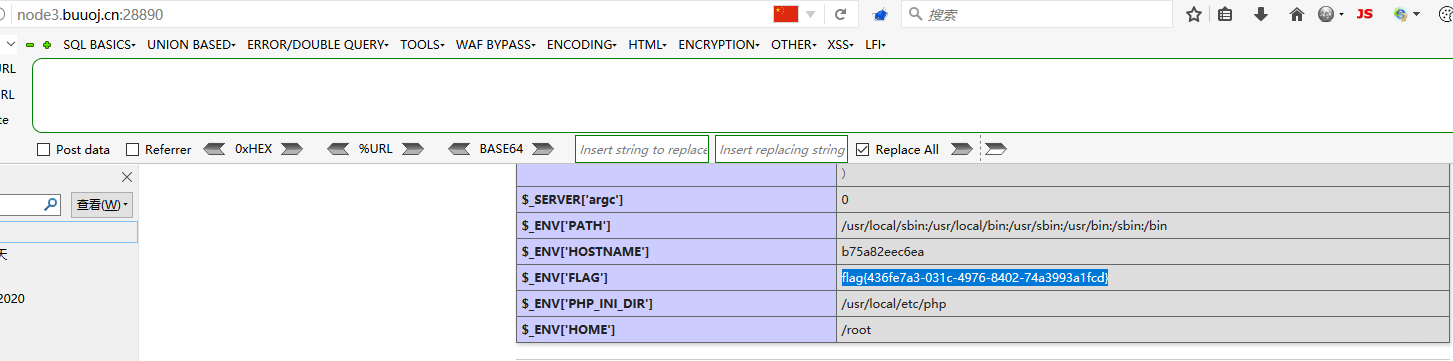 node3.buuoj.cn:28890 搜索 JS
SQL BASICS▾ UNION BASED▾ ERROR/DOUBLE QUERY▾ TOOLS▾ WAF BYPASS▾ ENCODING▾ HTML▾ ENCRYPTION▾ OTHER▾ XSS▾ LFI▾
URL
RL
te
Post data Referrer 0xHEX %URL BASE64 Insert string to replace Insert replacing string Replace All
)
查看(W)▾
$_SERVER['argc'] 0
$_ENV['PATH'] /usr/local/sbin:/usr/local/bin:/usr/sbin:/usr/bin:/sbin:/bin
$_ENV['HOSTNAME'] b75a82eec6ea
天
$_ENV['FLAG'] flag{436fe7a3-031c-4976-8402-74a3993a1fcd}
2020
$_ENV['PHP_INI_DIR'] /usr/local/etc/php
$_ENV['HOME'] /root